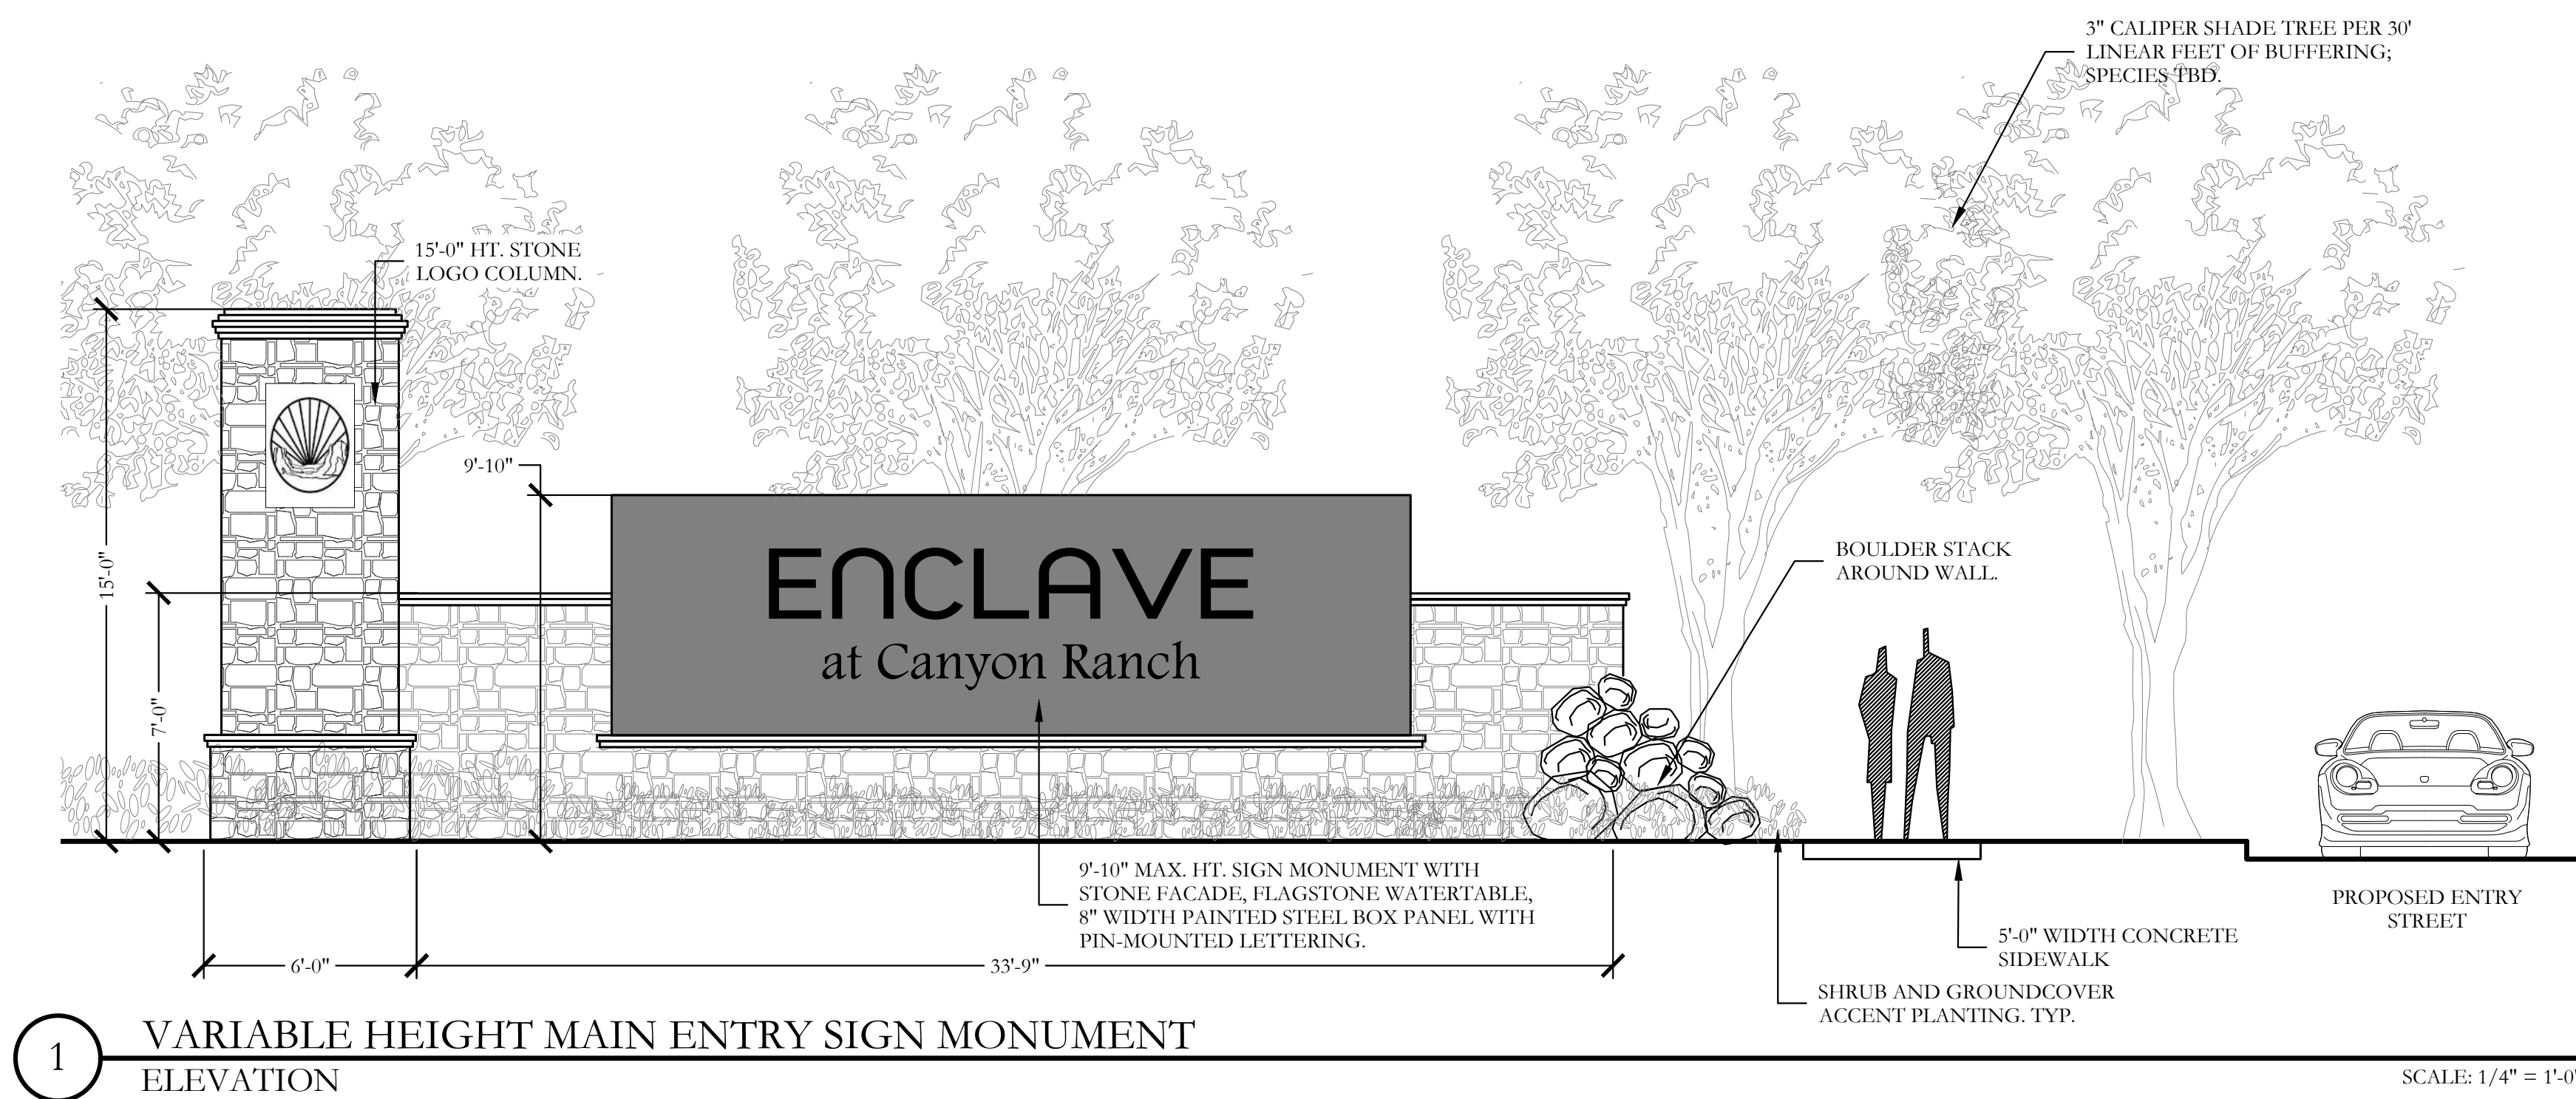 3" CALIPER SHADE TREE PER 30'
LINEAR FEET OF BUFFERING;
SPECIES TBD.
15'-0" HT. STONE
LOGO COLUMN.
9'-10"
15'-0"
7'-0"
ENCLAVE
at Canyon Ranch
BOULDER STACK
AROUND WALL.
9'-10" MAX. HT. SIGN MONUMENT WITH
STONE FACADE, FLAGSTONE WATERTABLE,
8" WIDTH PAINTED STEEL BOX PANEL WITH
PIN-MOUNTED LETTERING.
PROPOSED ENTRY
STREET
5'-0" WIDTH CONCRETE
SIDEWALK
6'-0"
33'-9"
SHRUB AND GROUNDCOVER
ACCENT PLANTING. TYP.
1
VARIABLE HEIGHT MAIN ENTRY SIGN MONUMENT
ELEVATION
SCALE: 1/4" = 1'-0"